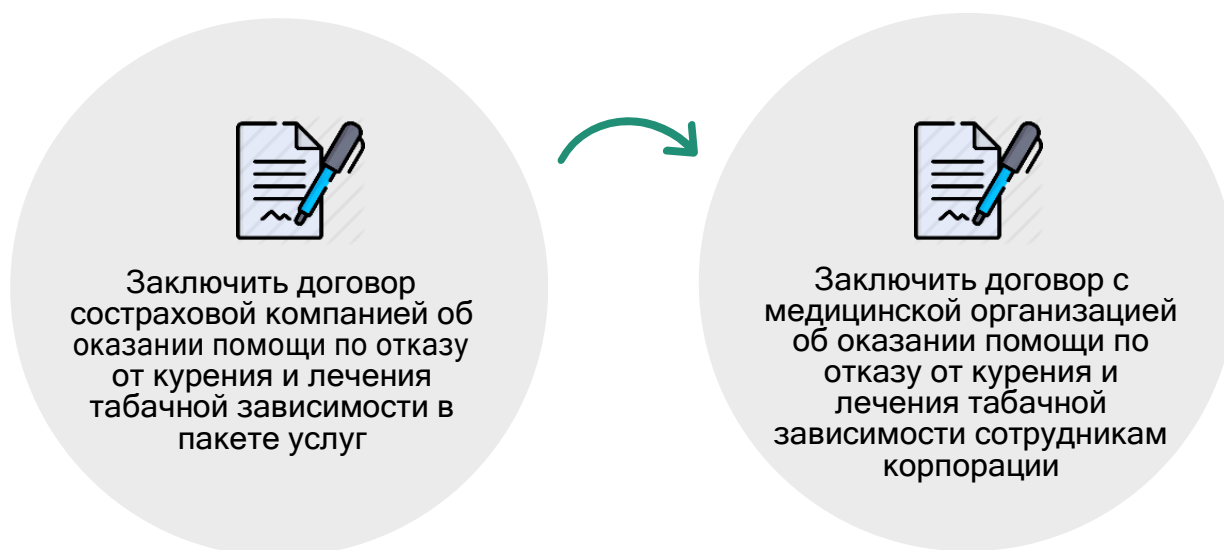 Заключить договор
состраховой компанией об
оказании помощи по отказу
от курения и лечения
табачной зависимости в
пакете услуг
Заключить договор с
медицинской организацией
об оказании помощи по
отказу от курения и
лечения табачной
зависимости сотрудникам
корпорации